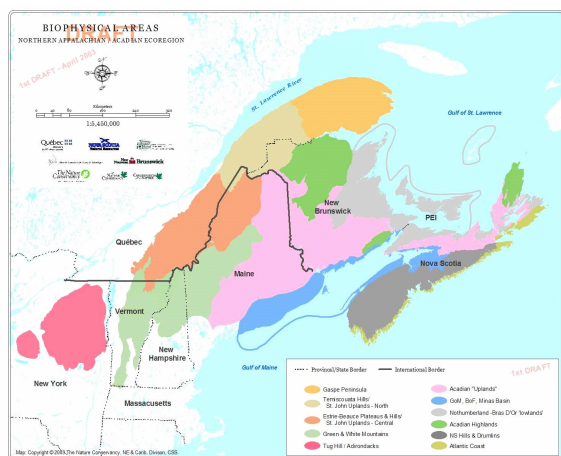 BIOPHYSICAL AREAS
DRAFT
NORTHERN APPALACHIAN / ACADIAN ECOREGION
1st DRAFT - April 2003
Kilometers
1:5,450,000
Québec
NOVA SCOTIA
New Brunswick
The Nature Conservancy
St. Lawrence River
Gulf of St. Lawrence
New Brunswick
PEI
Québec
Maine
Nova Scotia
Vermont
New Hampshire
Gulf of Maine
New York
Massachusetts
Provincial/State Border
International Border
1st DRAFT
Gaspe Peninsula
Temiscouata Hills/
St. John Uplands - North
Estrie-Beauce Plateaus & Hills/
St. John Uplands - Central
Green & White Mountains
Tug Hill / Adirondacks
Acadian "Uplands"
GoM, BoF, Minas Basin
Nothumberland-Bras D'Or 'lowlands'
Acadian Highlands
NS Hills & Drumlins
Atlantic Coast
Map: Copyright © 2003 The Nature Conservancy, NE & Carib. Division, CSS.